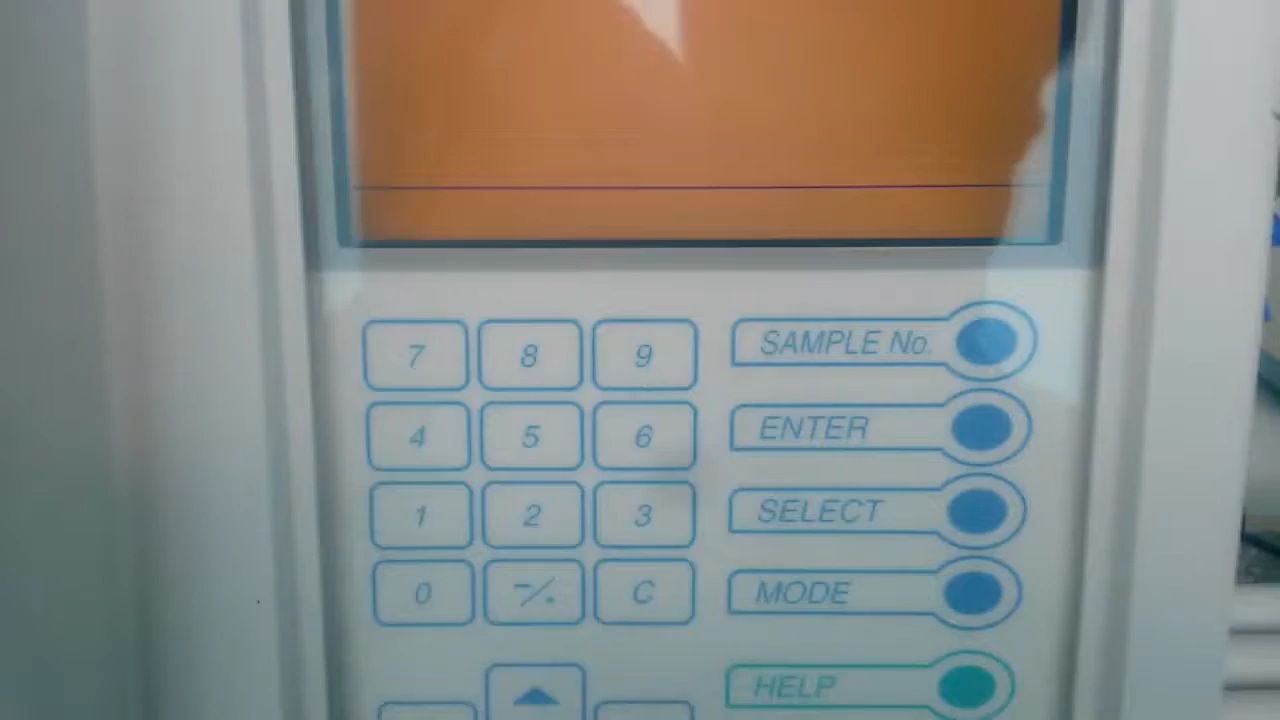 7 8 9 SAMPLE No.
4 5 6 ENTER
1 2 3 SELECT
0 -/. C MODE
HELP